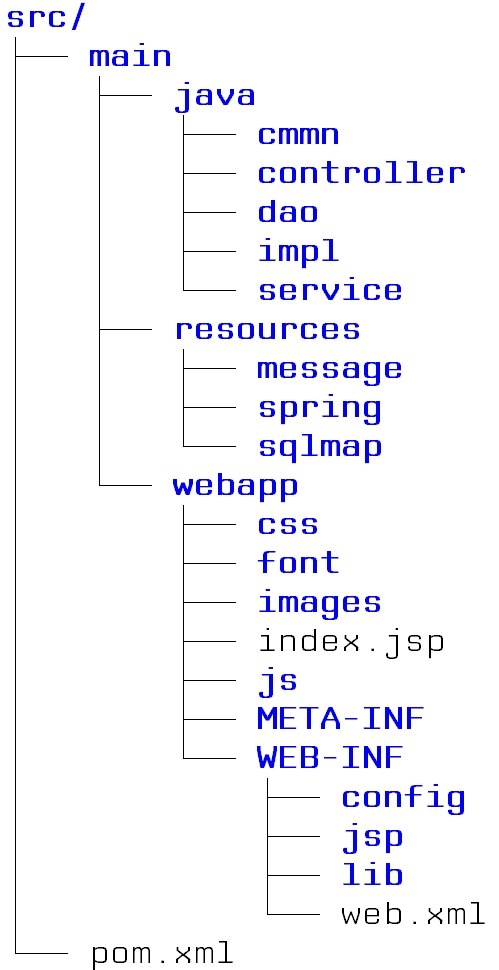 src/
main
java
cmmn
controller
dao
impl
service
resources
message
spring
sqlmap
webapp
css
font
images
index.jsp
js
META-INF
WEB-INF
config
jsp
lib
web.xml
pom.xml